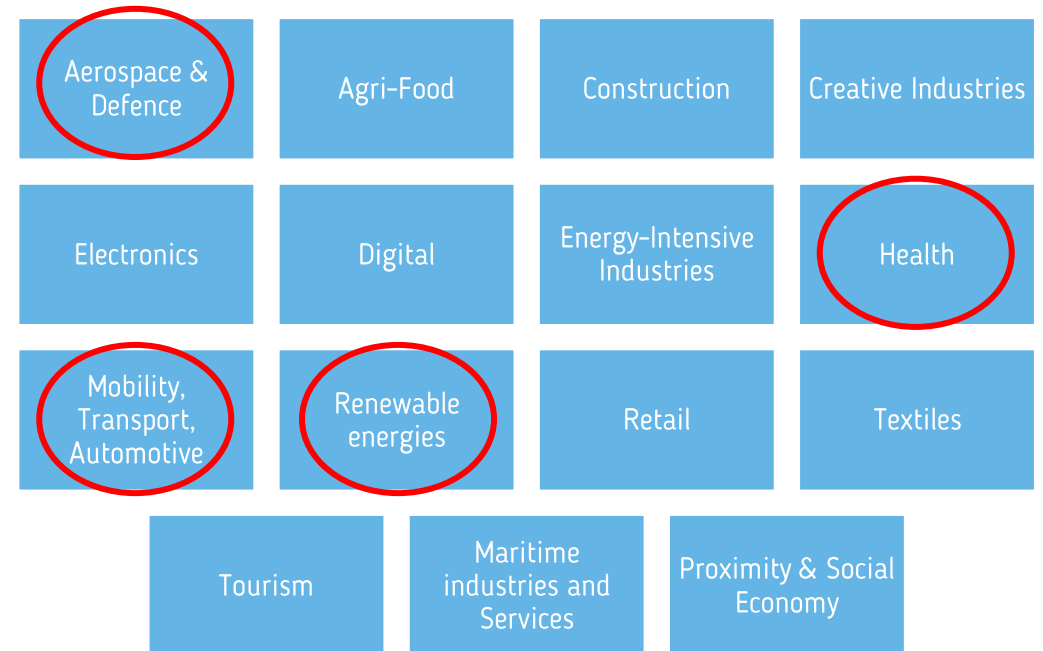 Aerospace &
Defence
Agri-Food
Construction
Creative Industries
Electronics
Digital
Energy-Intensive
Industries
Health
Mobility,
Transport,
Automotive
Renewable
energies
Retail
Textiles
Tourism
Maritime
industries and
Services
Proximity & Social
Economy